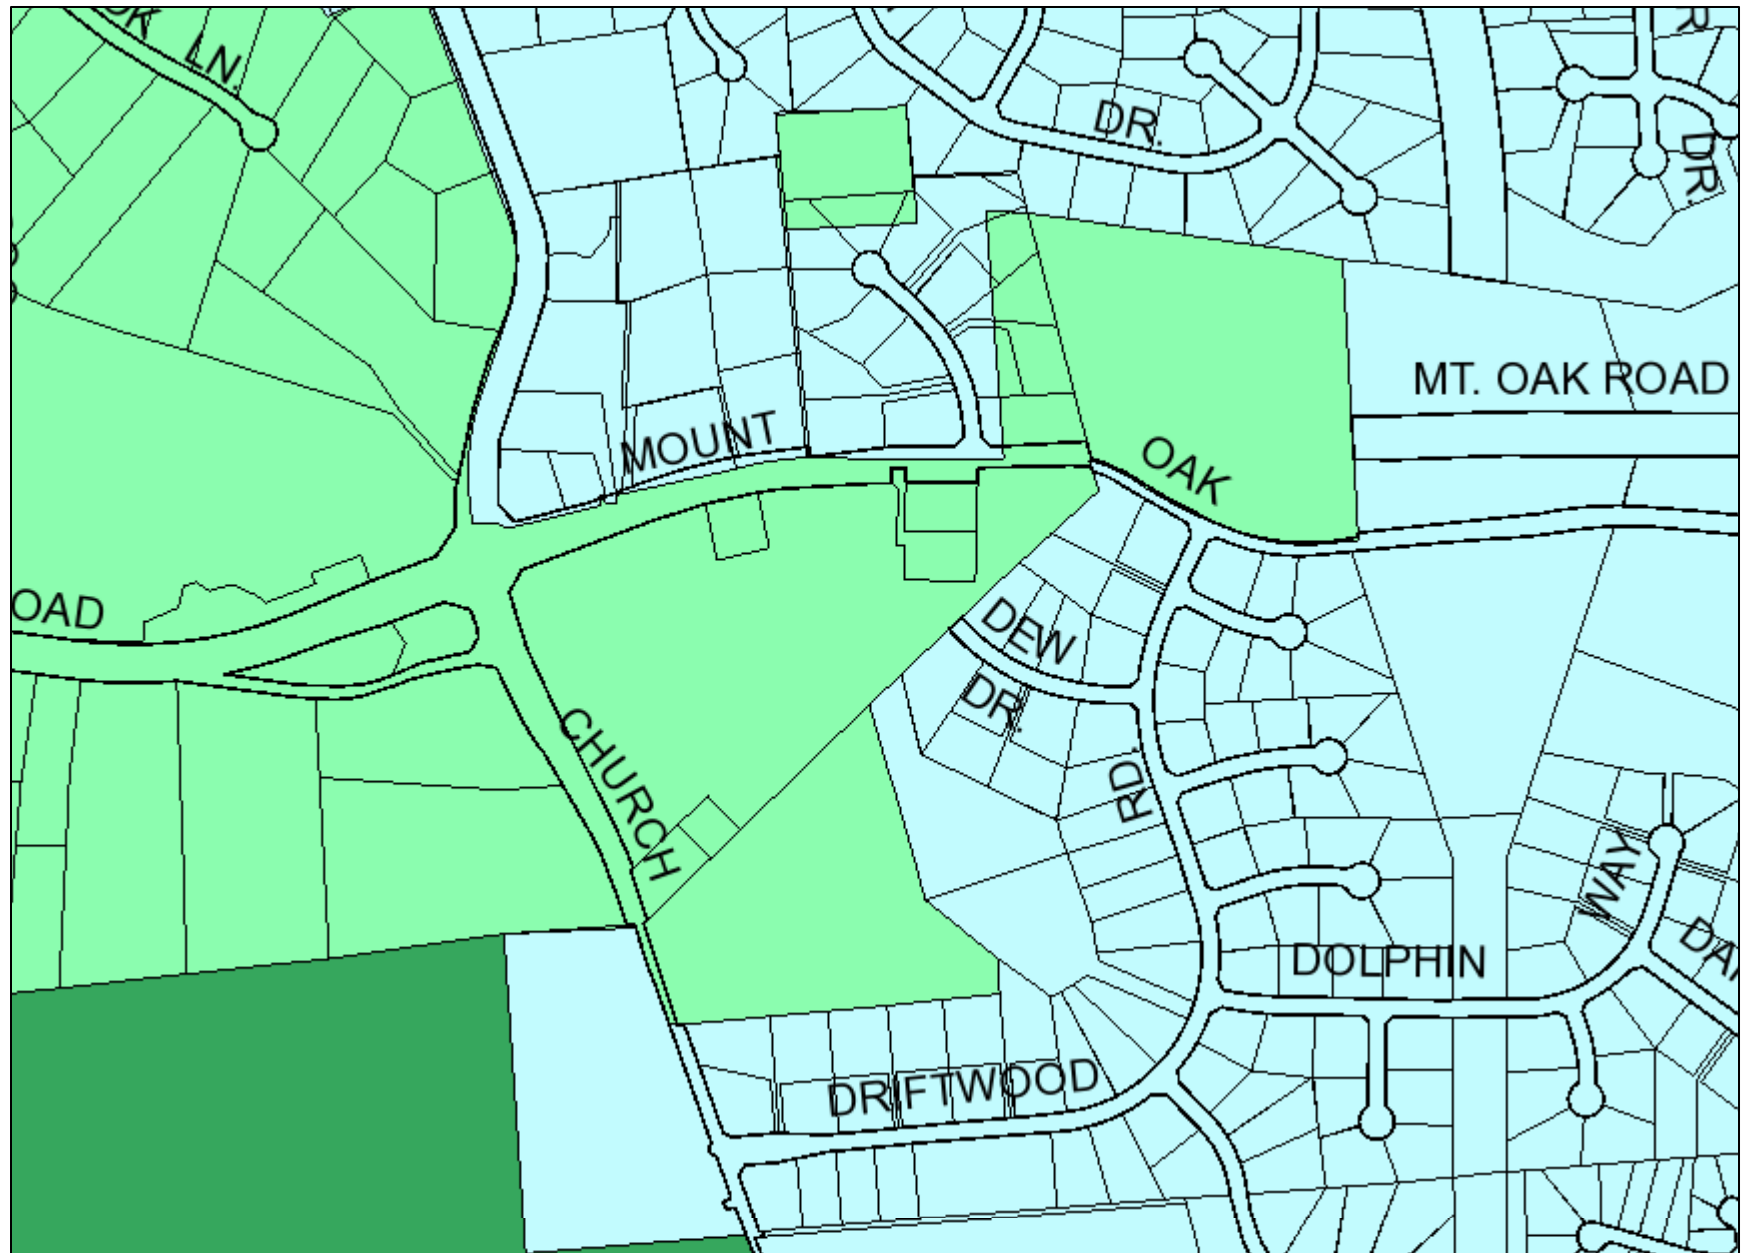 LN.
DR.
DR.
MT. OAK ROAD
MOUNT
OAK
OAD
DEW
DR.
CHURCH
RD.
WAY
DOLPHIN
DRIFTWOOD